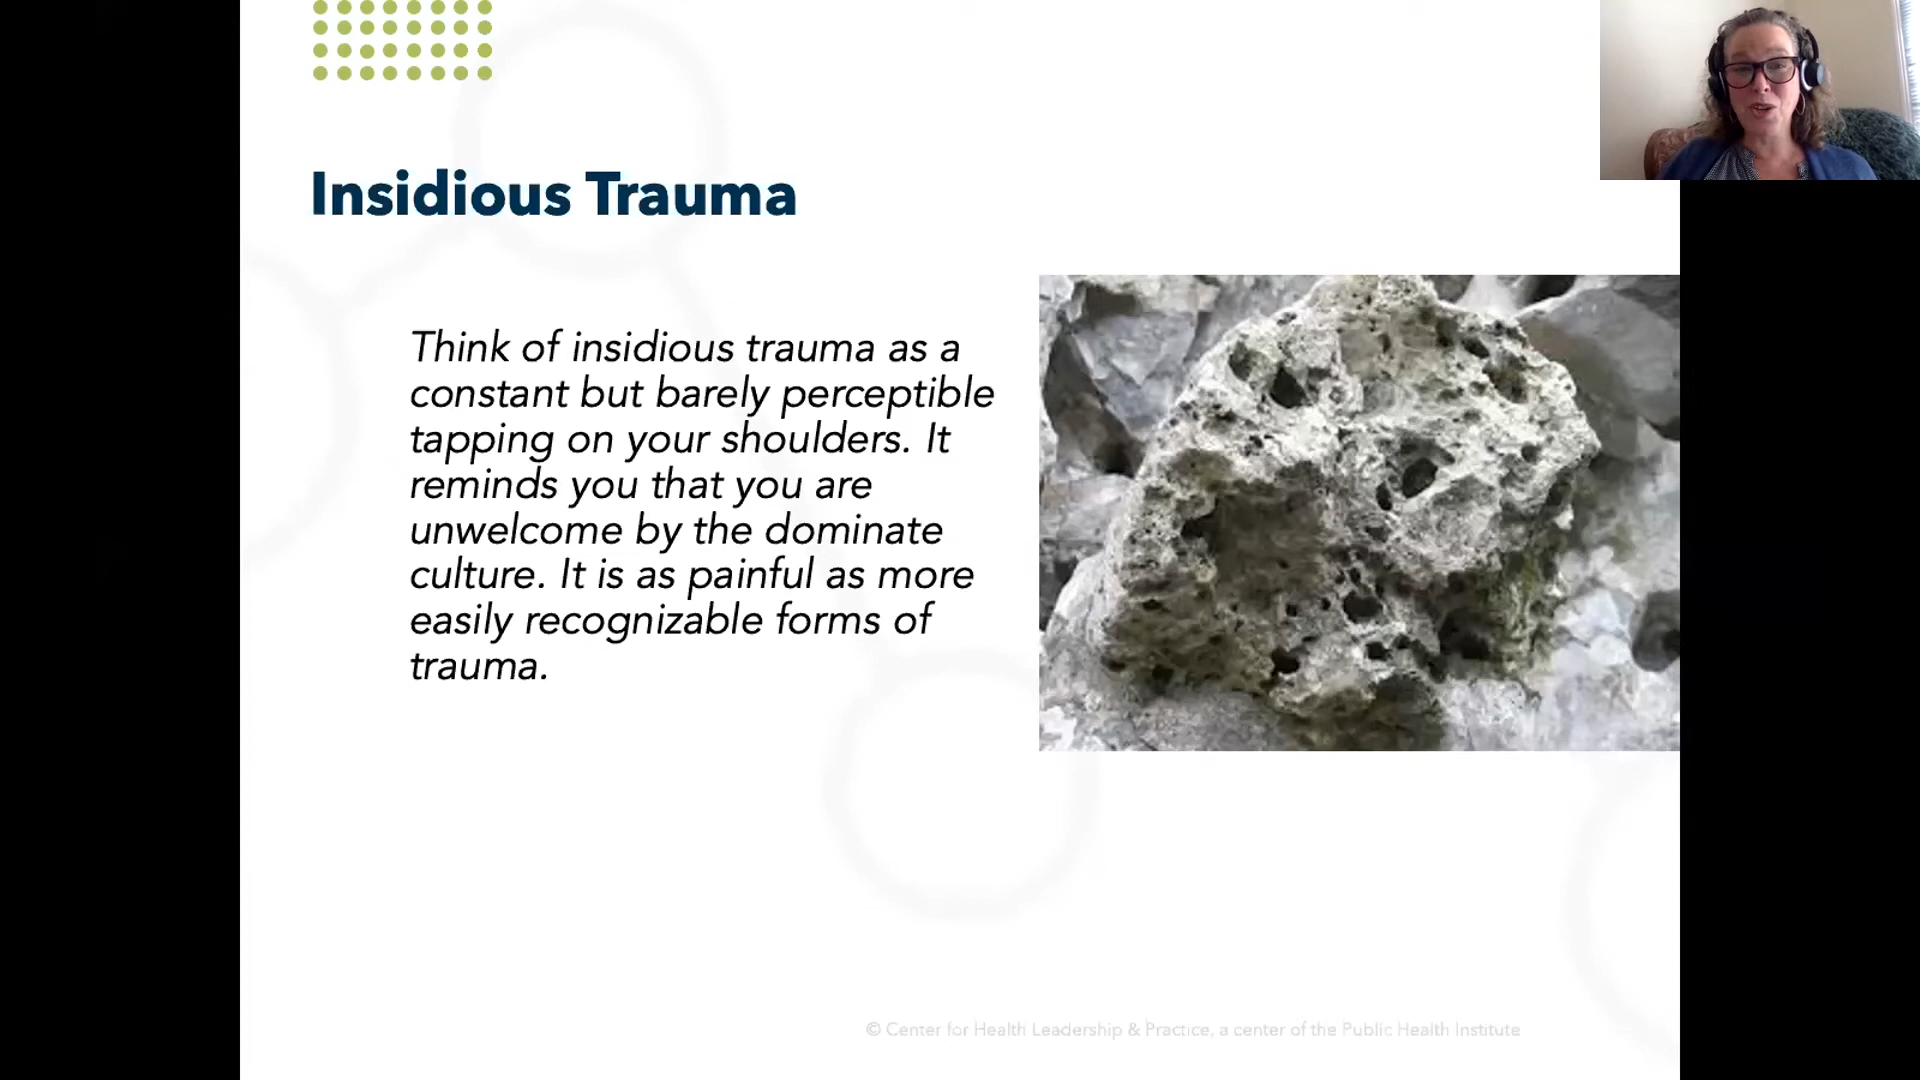 Insidious Trauma
Think of insidious trauma as a
constant but barely perceptible
tapping on your shoulders. It
reminds you that you are
unwelcome by the dominate
culture. It is as painful as more
easily recognizable forms of
trauma.
© Center for Health Leadership & Practice, a center of the Public Health Institute